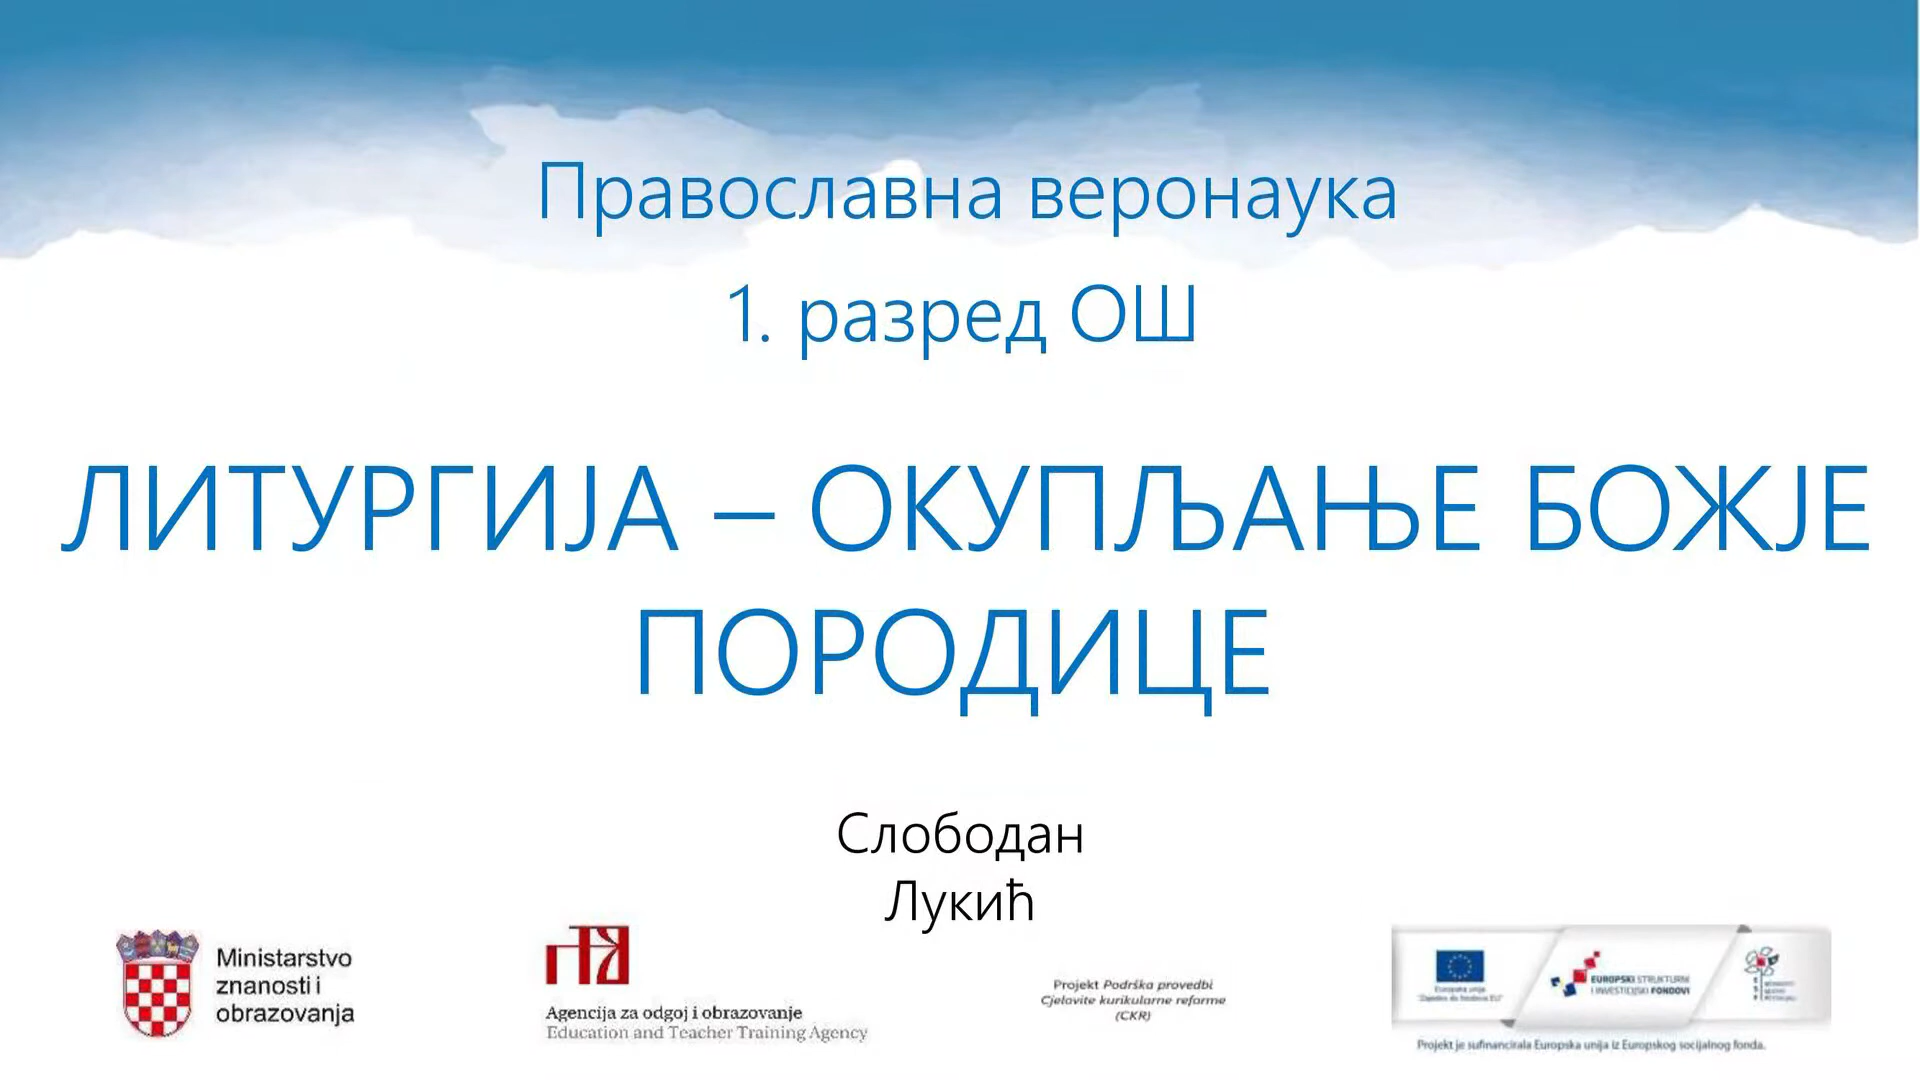 Православна веронаука
1. разред ОШ
ЛИТУРГИЈА – ОКУПЉАЊЕ БОЖЈЕ
ПОРОДИЦЕ
Слободан
Лукић
Ministarstvo
znanosti i
obrazovanja
Agencija za odgoj i obrazovanje
Education and Teacher Training Agency
Projekt Podrška provedbi
Cjelovite kurikularne reforme
(CKR)
Europska unija
EUROPSKI STRUKTURNI
I INVESTICIJSKI FONDOVI
Projekt je sufinancirala Europska unija iz Europskog socijalnog fonda.